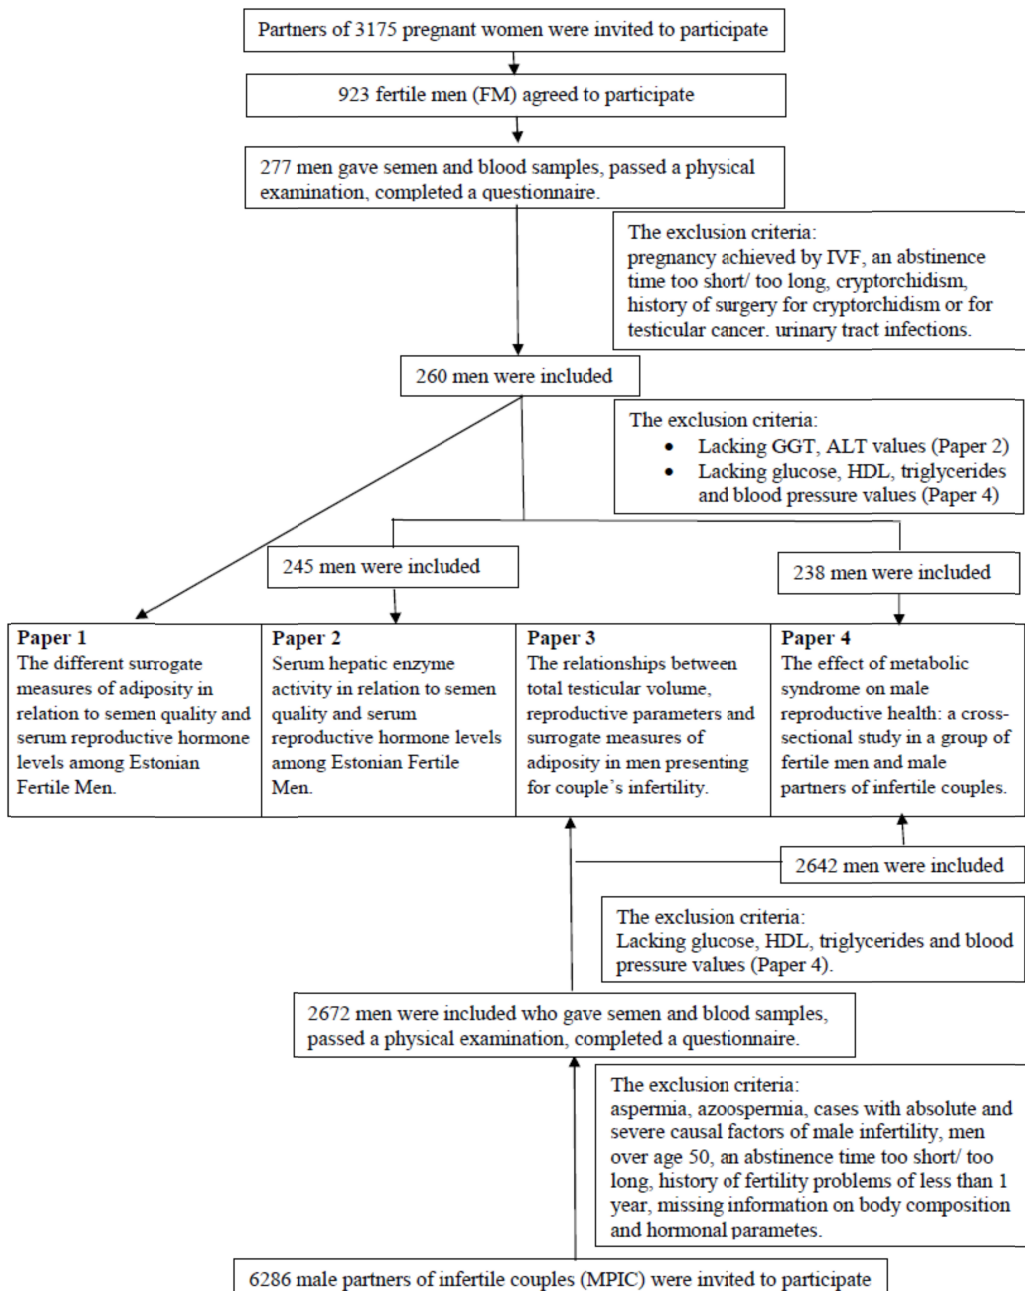 Partners of 3175 pregnant women were invited to participate
923 fertile men (FM) agreed to participate
277 men gave semen and blood samples, passed a physical
examination, completed a questionnaire.
The exclusion criteria:
pregnancy achieved by IVF, an abstinence
time too short/ too long, cryptorchidism,
history of surgery for cryptorchidism or for
testicular cancer. urinary tract infections.
260 men were included
The exclusion criteria:
• Lacking GGT, ALT values (Paper 2)
• Lacking glucose, HDL, triglycerides
and blood pressure values (Paper 4)
245 men were included
238 men were included
Paper 1
The different surrogate
measures of adiposity in
relation to semen quality and
serum reproductive hormone
levels among Estonian
Fertile Men.
Paper 2
Serum hepatic enzyme
activity in relation to semen
quality and serum
reproductive hormone levels
among Estonian Fertile
Men.
Paper 3
The relationships between
total testicular volume,
reproductive parameters and
surrogate measures of
adiposity in men presenting
for couple´s infertility.
Paper 4
The effect of metabolic
syndrome on male
reproductive health: a cross-
sectional study in a group of
fertile men and male
partners of infertile couples.
2642 men were included
The exclusion criteria:
Lacking glucose, HDL, triglycerides and blood
pressure values (Paper 4).
2672 men were included who gave semen and blood samples,
passed a physical examination, completed a questionnaire.
The exclusion criteria:
aspermia, azoospermia, cases with absolute and
severe causal factors of male infertility, men
over age 50, an abstinence time too short/ too
long, history of fertility problems of less than 1
year, missing information on body composition
and hormonal parametes.
6286 male partners of infertile couples (MPIC) were invited to participate